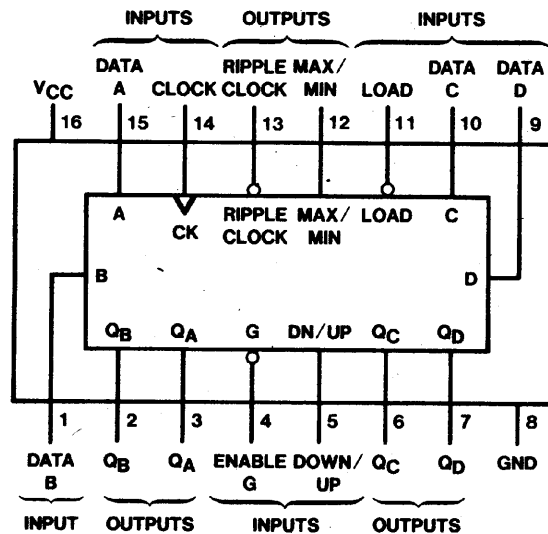 INPUTS OUTPUTS INPUTS
DATA RIPPLE MAX/ DATA DATA
VCC A CLOCK CLOCK MIN LOAD C D
16 15 14 13 12 11 10 9
A RIPPLE MAX/ LOAD C
CK CLOCK MIN
B D
QB QA G DN/UP QC QD
1 2 3 4 5 6 7 8
DATA QB QA ENABLE DOWN/ QC QD GND
B G UP
INPUT OUTPUTS INPUTS OUTPUTS